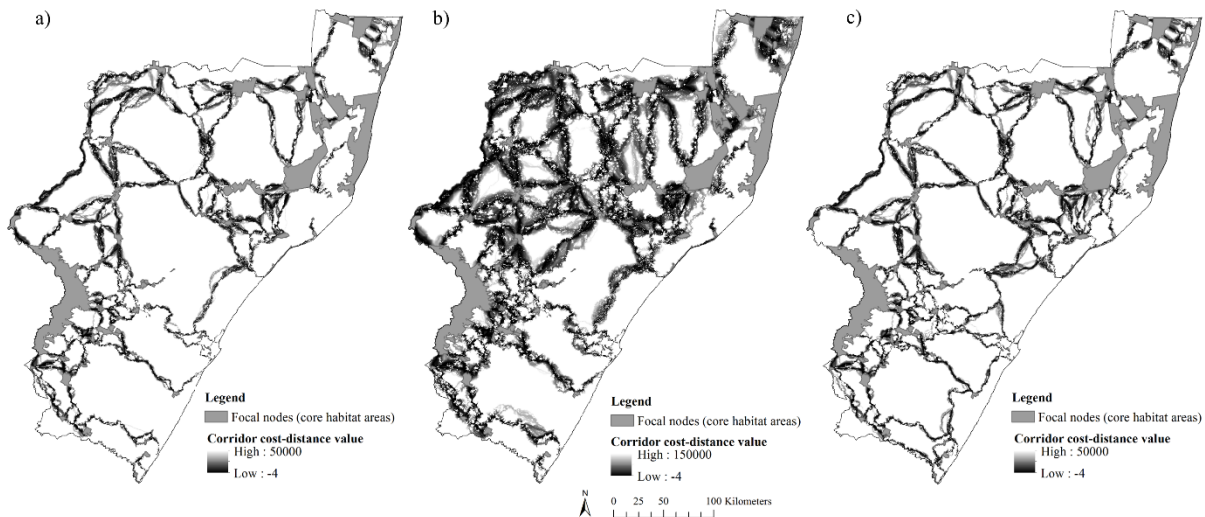 a)
b)
c)
Legend
Focal nodes (core habitat areas)
Corridor cost-distance value
High : 50000
Low : -4
Legend
Focal nodes (core habitat areas)
Corridor cost-distance value
High : 150000
Low : -4
Legend
Focal nodes (core habitat areas)
Corridor cost-distance value
High : 50000
Low : -4
N
0 25 50 100 Kilometers